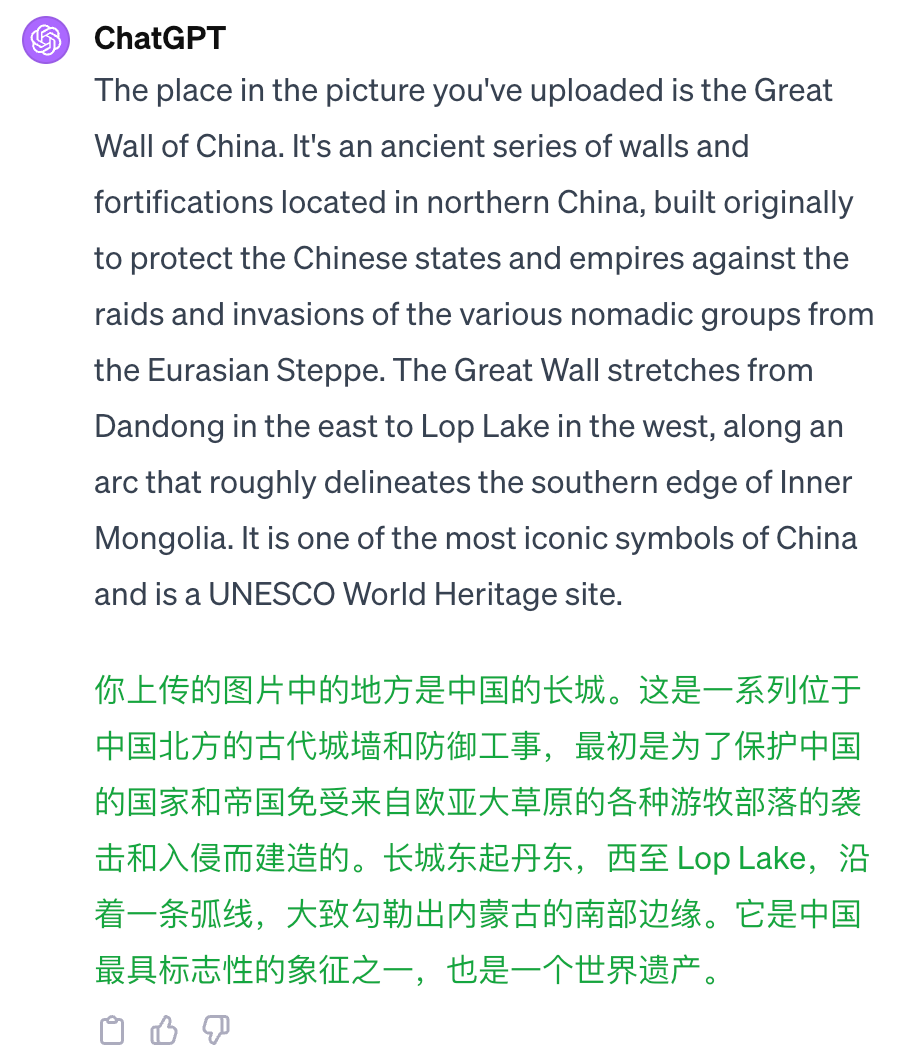 ChatGPT
The place in the picture you've uploaded is the Great
Wall of China. It's an ancient series of walls and
fortifications located in northern China, built originally
to protect the Chinese states and empires against the
raids and invasions of the various nomadic groups from
the Eurasian Steppe. The Great Wall stretches from
Dandong in the east to Lop Lake in the west, along an
arc that roughly delineates the southern edge of Inner
Mongolia. It is one of the most iconic symbols of China
and is a UNESCO World Heritage site.
你上传的图片中的地方是中国的长城。这是一系列位于
中国北方的古代城墙和防御工事，最初是为了保护中国
的国家和帝国免受来自欧亚大草原的各种游牧部落的袭
击和入侵而建造的。长城东起丹东，西至 Lop Lake，沿
着一条弧线，大致勾勒出内蒙古的南部边缘。它是中国
最具标志性的象征之一，也是一个世界遗产。